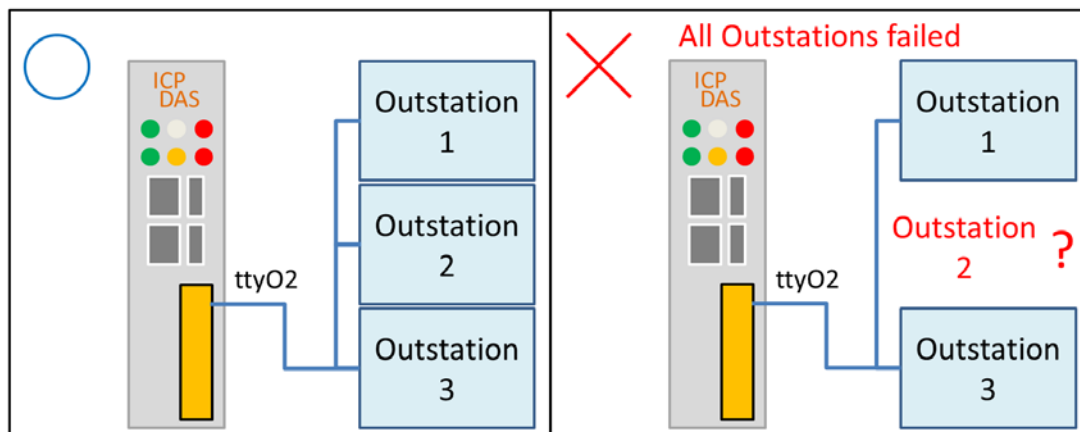 ICP
DAS
ttyO2
Outstation
1
Outstation
2
Outstation
3
All Outstations failed
ICP
DAS
ttyO2
Outstation
1
Outstation
2
?
Outstation
3